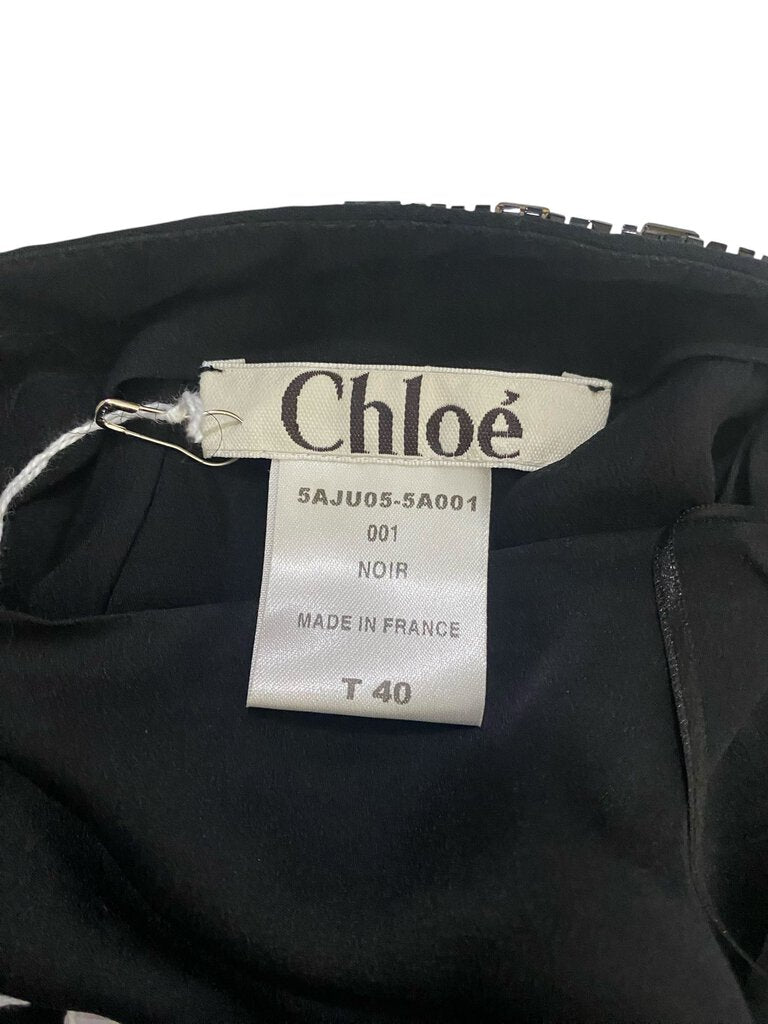 Chloé
5AJU05-5A001
001
NOIR
MADE IN FRANCE
T 40